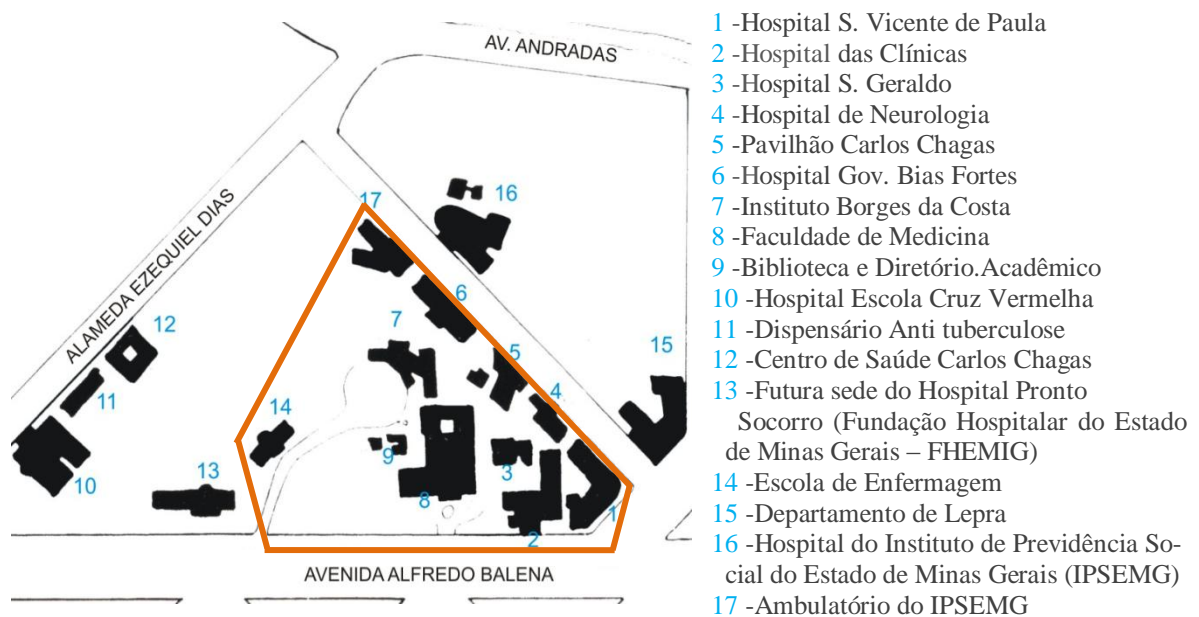 AV. ANDRADAS
ALAMEDA EZEQUIEL DIAS
17
16
12
6
7
5
15
11
4
14
9
3
10
13
8
1
2
AVENIDA ALFREDO BALENA
1 -Hospital S. Vicente de Paula
2 -Hospital das Clínicas
3 -Hospital S. Geraldo
4 -Hospital de Neurologia
5 -Pavilhão Carlos Chagas
6 -Hospital Gov. Bias Fortes
7 -Instituto Borges da Costa
8 -Faculdade de Medicina
9 -Biblioteca e Diretório.Acadêmico
10 -Hospital Escola Cruz Vermelha
11 -Dispensário Anti tuberculose
12 -Centro de Saúde Carlos Chagas
13 -Futura sede do Hospital Pronto
Socorro (Fundação Hospitalar do Estado
de Minas Gerais – FHEMIG)
14 -Escola de Enfermagem
15 -Departamento de Lepra
16 -Hospital do Instituto de Previdência So-
cial do Estado de Minas Gerais (IPSEMG)
17 -Ambulatório do IPSEMG